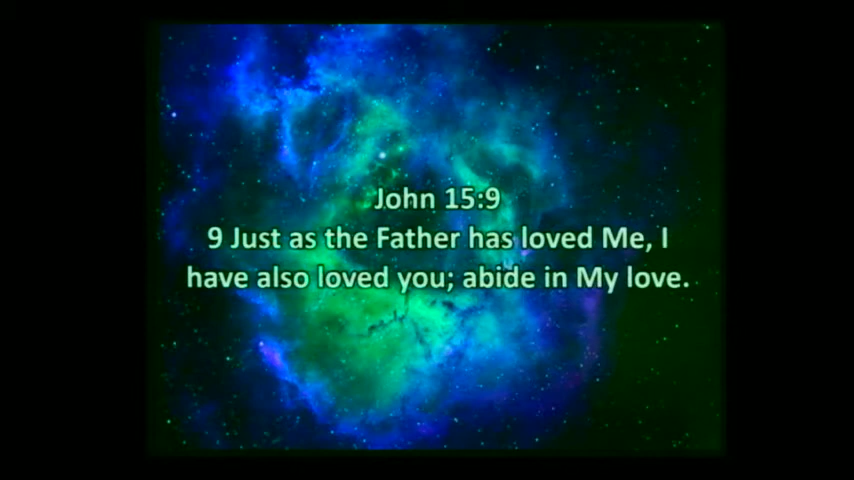 John 15:9
9 Just as the Father has loved Me, I
have also loved you; abide in My love.